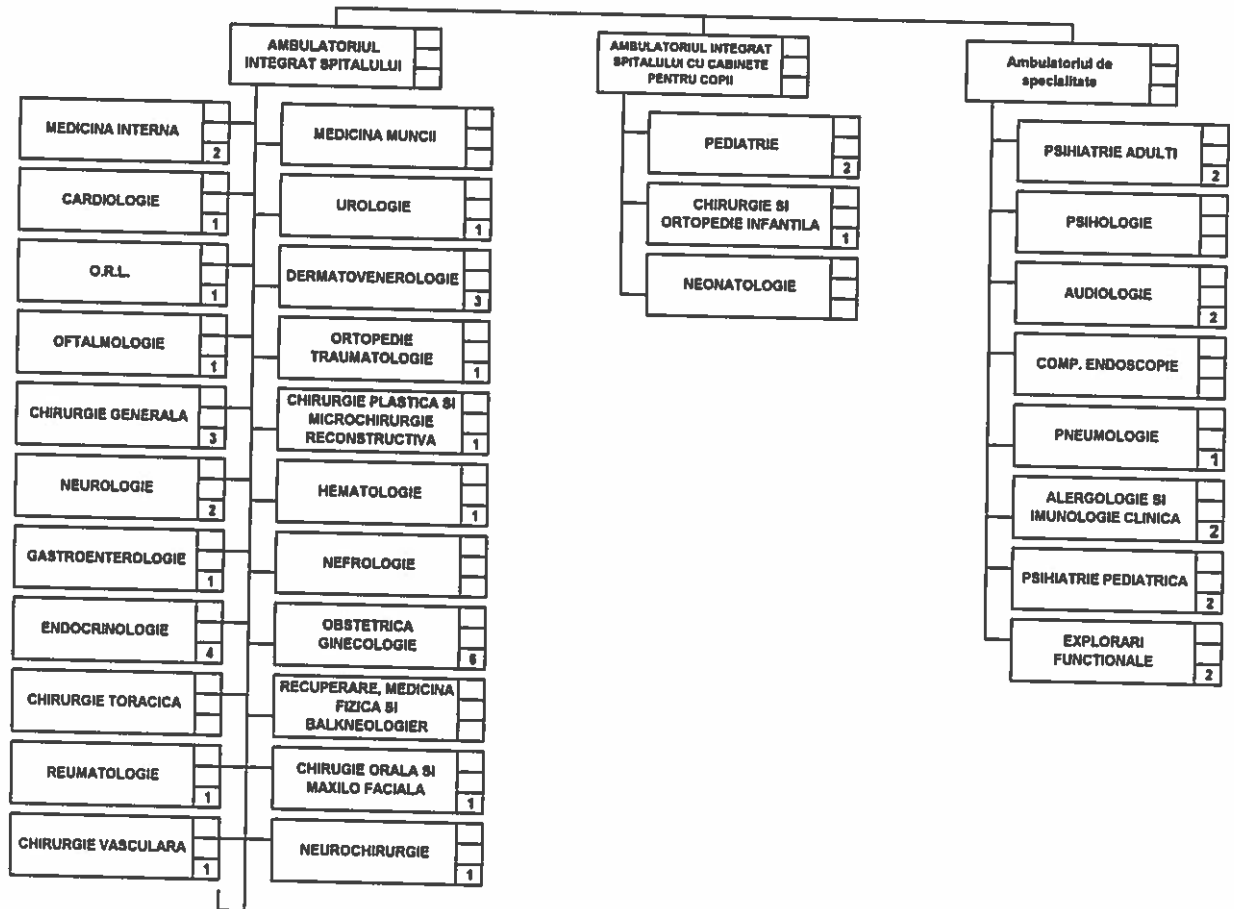 AMBULATORIUL
INTEGRAT SPITALULUI
MEDICINA INTERNA
2
CARDIOLOGIE
1
O.R.L.
1
OFTALMOLOGIE
1
CHIRURGIE GENERALA
3
NEUROLOGIE
2
GASTROENTEROLOGIE
1
ENDOCRINOLOGIE
4
CHIRURGIE TORACICA
REUMATOLOGIE
1
CHIRURGIE VASCULARA
1
MEDICINA MUNCII
UROLOGIE
1
DERMATOVENEROLOGIE
3
ORTOPEDIE
TRAUMATOLOGIE
1
CHIRURGIE PLASTICA SI
MICROCHIRURGIE
RECONSTRUCTIVA
1
HEMATOLOGIE
1
NEFROLOGIE
OBSTETRICA
GINECOLOGIE
6
RECUPERARE, MEDICINA
FIZICA SI
BALKNEOLOGIER
CHIRUGIE ORALA SI
MAXILO FACIALA
1
NEUROCHIRURGIE
1
AMBULATORIUL INTEGRAT
SPITALULUI CU CABINETE
PENTRU COPII
PEDIATRIE
2
CHIRURGIE SI
ORTOPEDIE INFANTILA
1
NEONATOLOGIE
Ambulatoriul de
specialitate
PSIHIATRIE ADULTI
2
PSIHOLOGIE
AUDIOLOGIE
2
COMP. ENDOSCOPIE
PNEUMOLOGIE
1
ALERGOLOGIE SI
IMUNOLOGIE CLINICA
2
PSIHIATRIE PEDIATRICA
2
EXPLORARI
FUNCTIONALE
2